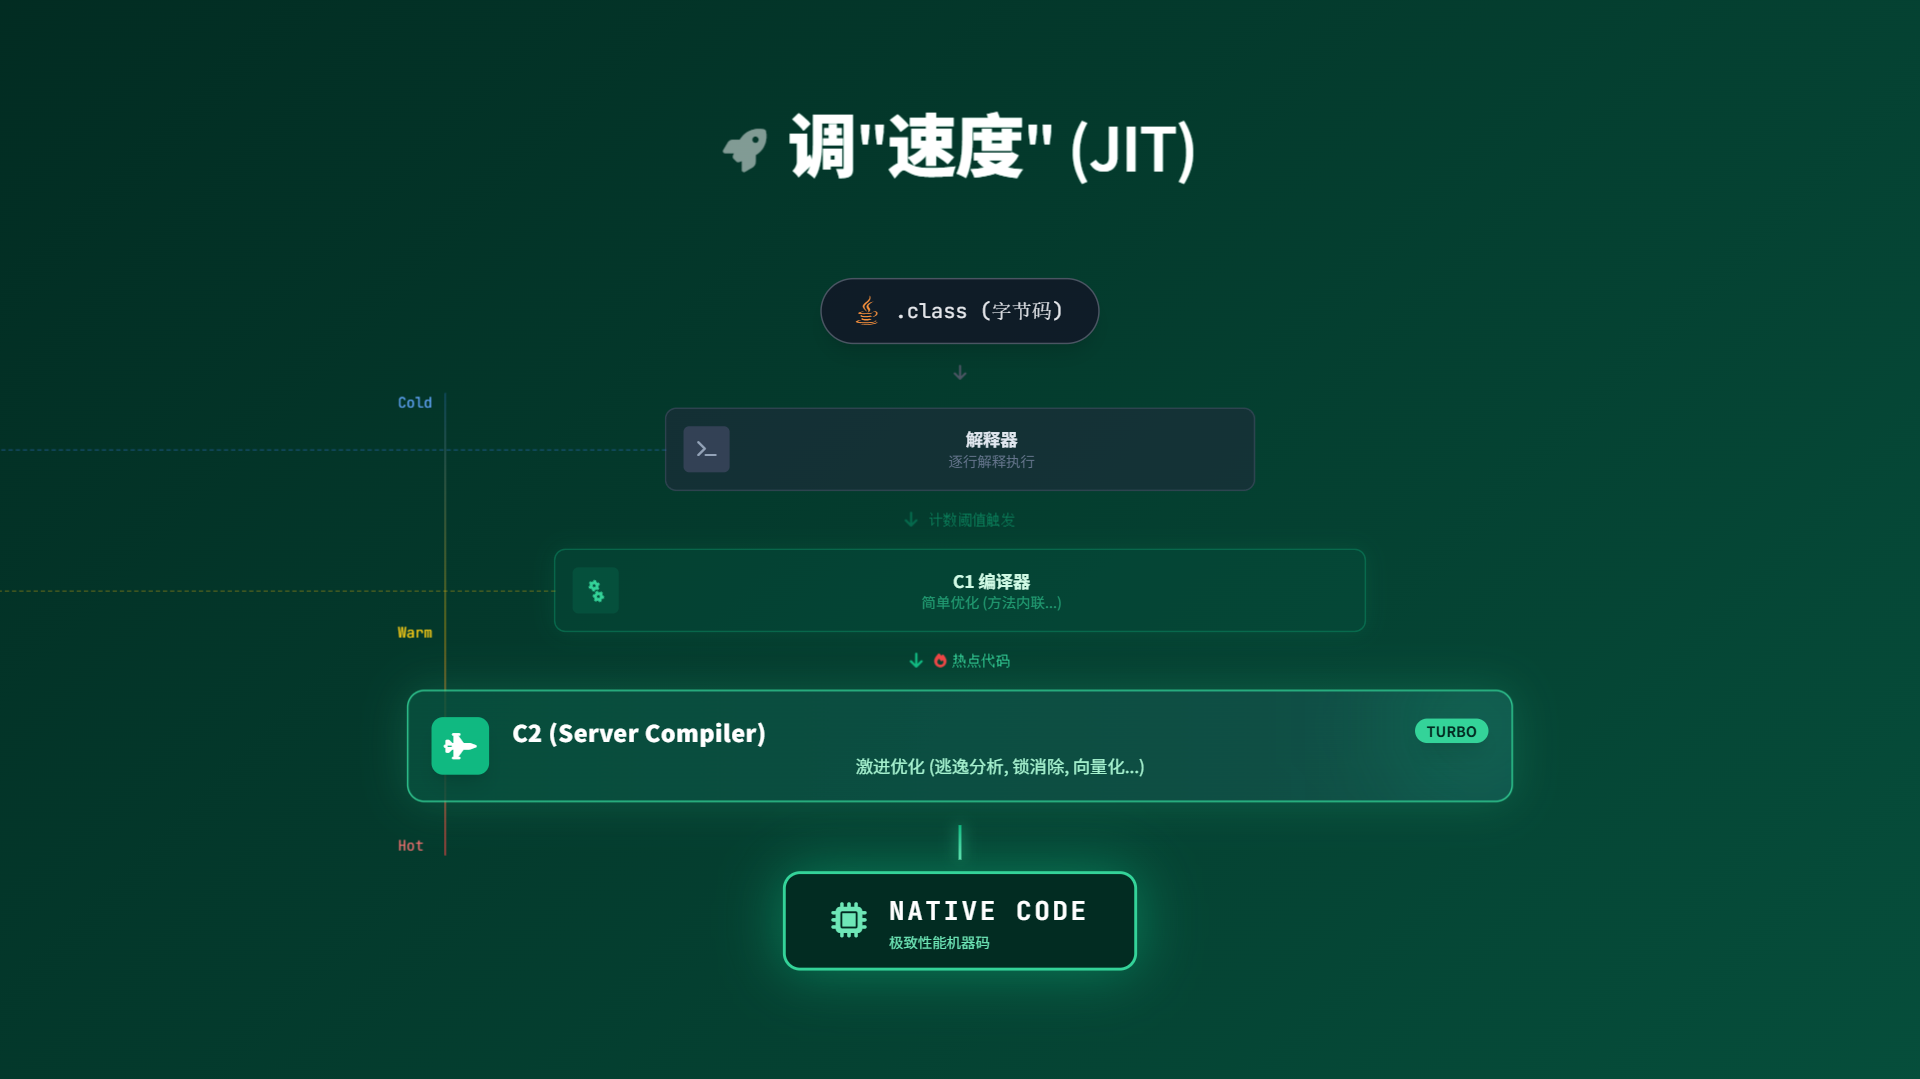 调"速度" (JIT)
.class (字节码)
Cold
解释器
逐行解释执行
计数阈值触发
C1 编译器
简单优化 (方法内联...)
Warm
热点代码
C2 (Server Compiler)
TURBO
激进优化 (逃逸分析, 锁消除, 向量化...)
Hot
NATIVE CODE
极致性能机器码